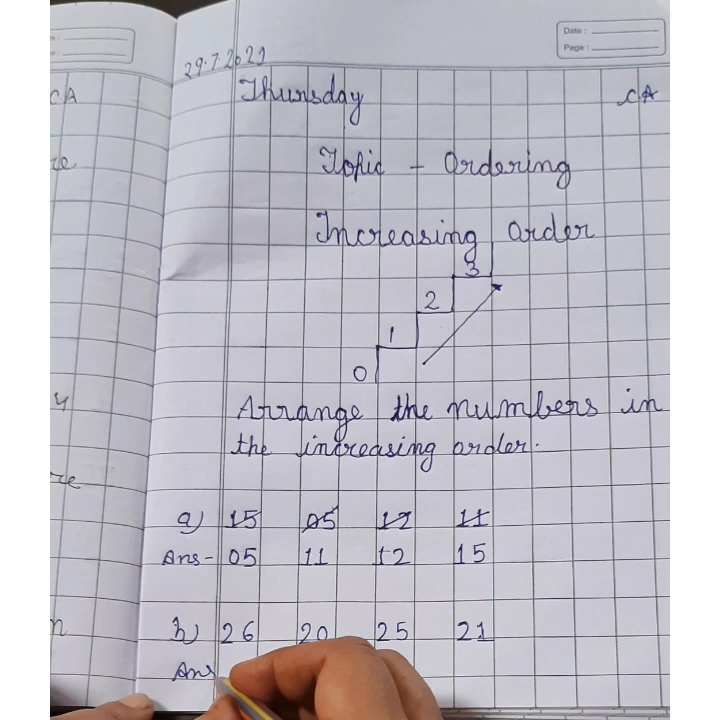 Date :
Page :
29.7.2021
Thursday
CA
CA
Topic - Ordering
Increasing order
3
2
1
0
Arrange the numbers in
the increasing order.
a) 15 05 12 11
Ans- 05 11 12 15
b) 26 20 25 21
Ans